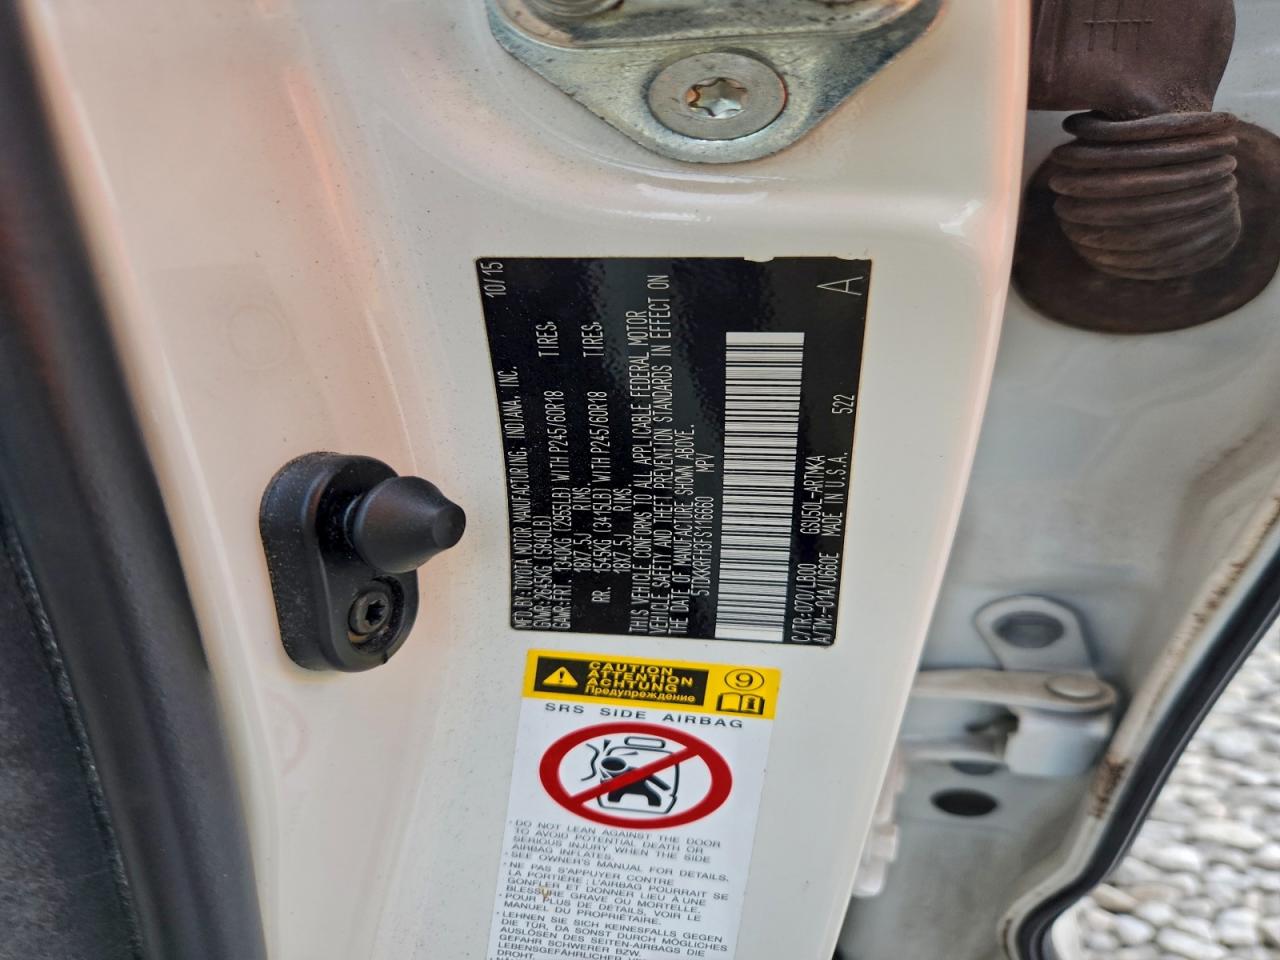 MFD.BY:TOYOTA MOTOR MANUFACTURING, INDIANA, INC. 10/15
GVWR:2645KG (5840LB)
GAWR:FRT. 1340KG (2955LB) WITH P245/60R18 TIRES,
18X7.5J RIMS
RR. 1545KG (3415LB) WITH P245/60R18 TIRES,
18X7.5J RIMS
THIS VEHICLE CONFORMS TO ALL APPLICABLE FEDERAL MOTOR
VEHICLE SAFETY AND THEFT PREVENTION STANDARDS IN EFFECT ON
THE DATE OF MANUFACTURE SHOWN ABOVE.
5TDKKRFH3FS116660 MPV
C/TR:070/LB00 GSU50L-ARTMKA 522
A/TM:-01A/U660E MADE IN U.S.A.
A
CAUTION
ATTENTION
ACHTUNG
Предупреждение
9
SRS SIDE AIRBAG
· DO NOT LEAN AGAINST THE DOOR
TO AVOID POTENTIAL DEATH OR
SERIOUS INJURY WHEN THE SIDE
AIRBAG INFLATES.
· SEE OWNER'S MANUAL FOR DETAILS.
· NE PAS S'APPUYER CONTRE
LA PORTIÈRE ; L'AIRBAG POURRAIT SE
GONFLER ET DONNER LIEU À UNE
BLESSURE GRAVE OU MORTELLE.
· POUR PLUS DE DÉTAILS, VOIR LE
MANUEL DU PROPRIÉTAIRE.
· LEHNEN SIE SICH KEINESFALLS GEGEN
DIE TÜR, DA SONST DURCH MÖGLICHES
AUSLÖSEN DES SEITEN-AIRBAGS DIE
GEFAHR SCHWERER BZW.
LEBENSGEFÄHRLICHER
DROHT.